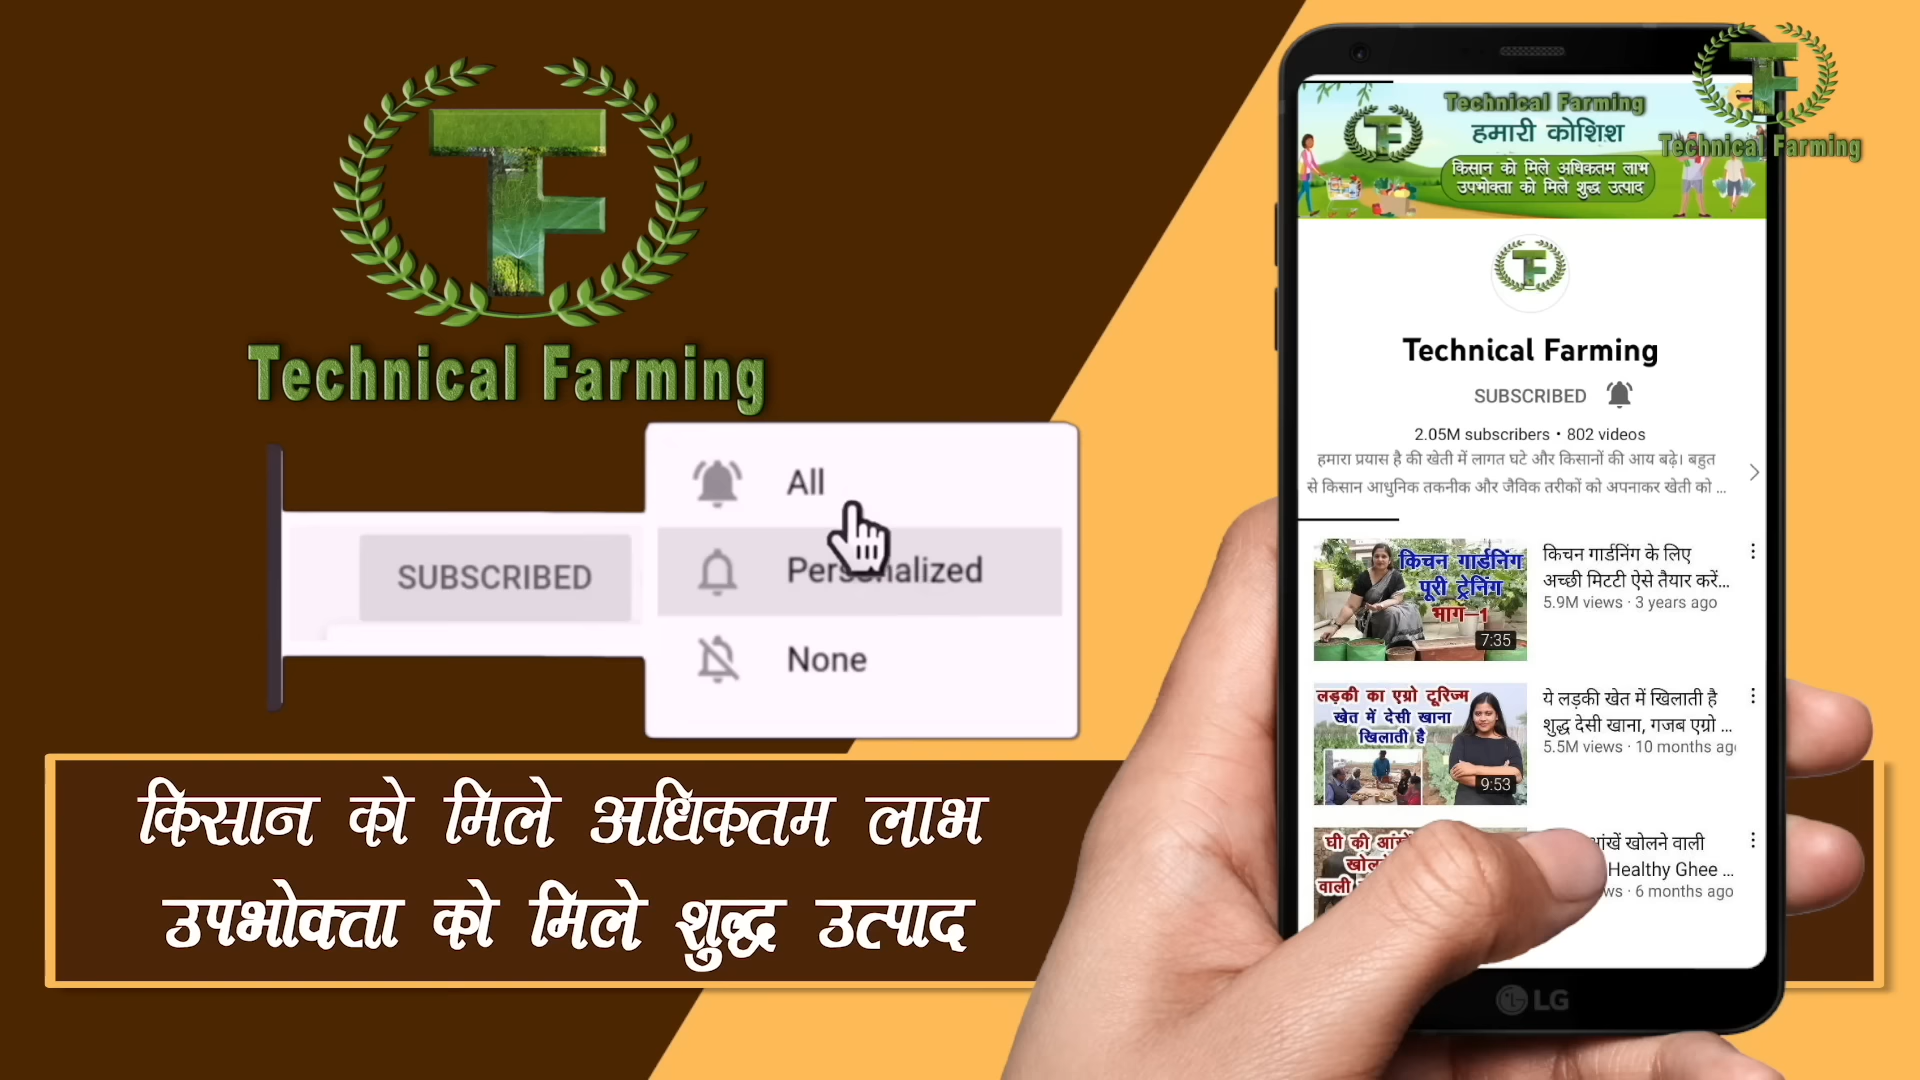 Technical Farming
SUBSCRIBED
All
Personalized
None
किसान को मिले अधिकतम लाभ
उपभोक्ता को मिले शुद्ध उत्पाद
Technical Farming
हमारी कोशिश
किसान को मिले अधिकतम लाभ
उपभोक्ता को मिले शुद्ध उत्पाद
Technical Farming
Technical Farming
SUBSCRIBED
2.05M subscribers • 802 videos
हमारा प्रयास है की खेती में लागत घटे और किसानों की आय बढ़े। बहुत
से किसान आधुनिक तकनीक और जैविक तरीकों को अपनाकर खेती को ...
किचन गार्डनिंग
पूरी ट्रेनिंग
भाग-1
7:35
किचन गार्डनिंग के लिए
अच्छी मिटटी ऐसे तैयार करें...
5.9M views · 3 years ago
लड़की का एग्रो टूरिज्म
खेत में देसी खाना
खिलाती है
9:53
ये लड़की खेत में खिलाती है
शुद्ध देसी खाना, गजब एग्रो ...
5.5M views · 10 months ag
घी की
वाली
खोलने वाली
Healthy Ghee ...
· 6 months ago
LG